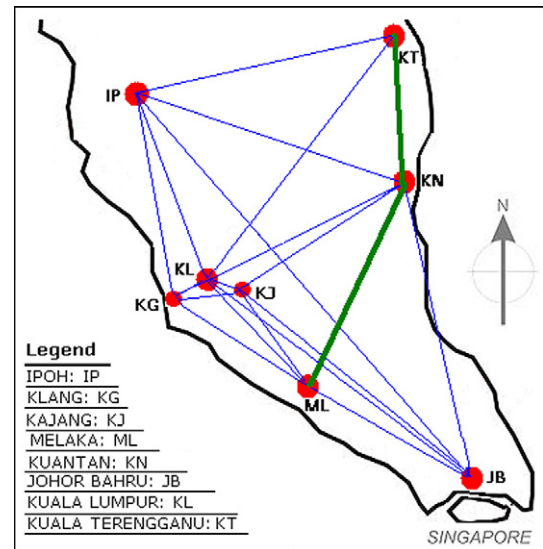 KT
IP
KN
N
KL
KJ
KG
Legend
IPOH: IP
KLANG: KG
KAJANG: KJ
MELAKA: ML
KUANTAN: KN
JOHOR BAHRU: JB
KUALA LUMPUR: KL
KUALA TERENGGANU: KT
ML
JB
SINGAPORE